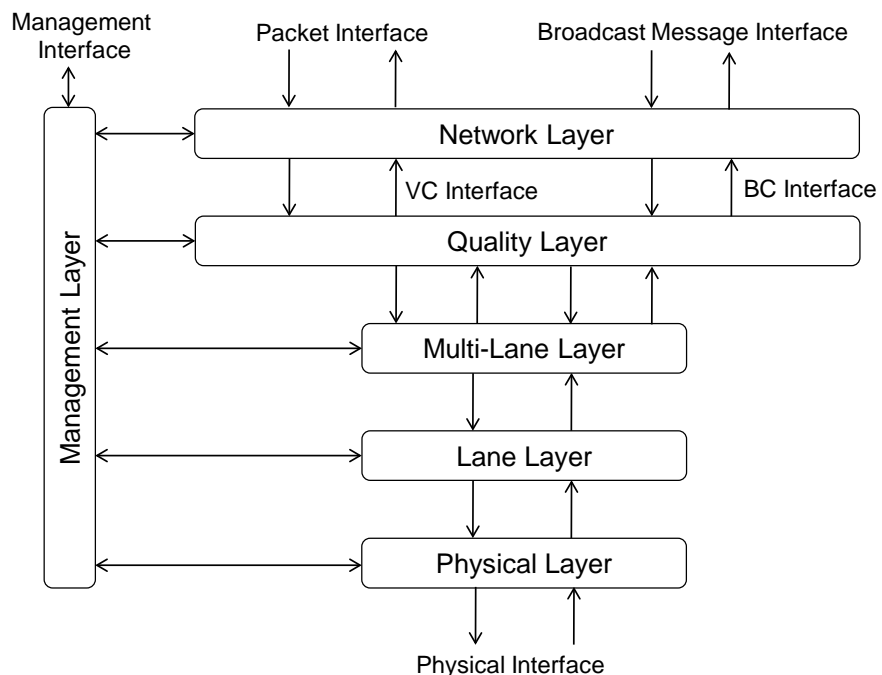 Management
Interface
Packet Interface
Broadcast Message Interface
Network Layer
VC Interface
BC Interface
Quality Layer
Management Layer
Multi-Lane Layer
Lane Layer
Physical Layer
Physical Interface